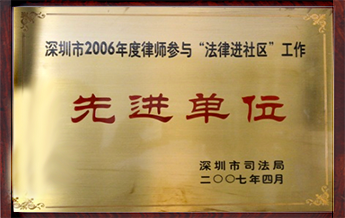 深圳市2006年度律师参与“法律进社区”工作
先进单位
深圳市司法局
二〇〇七年四月